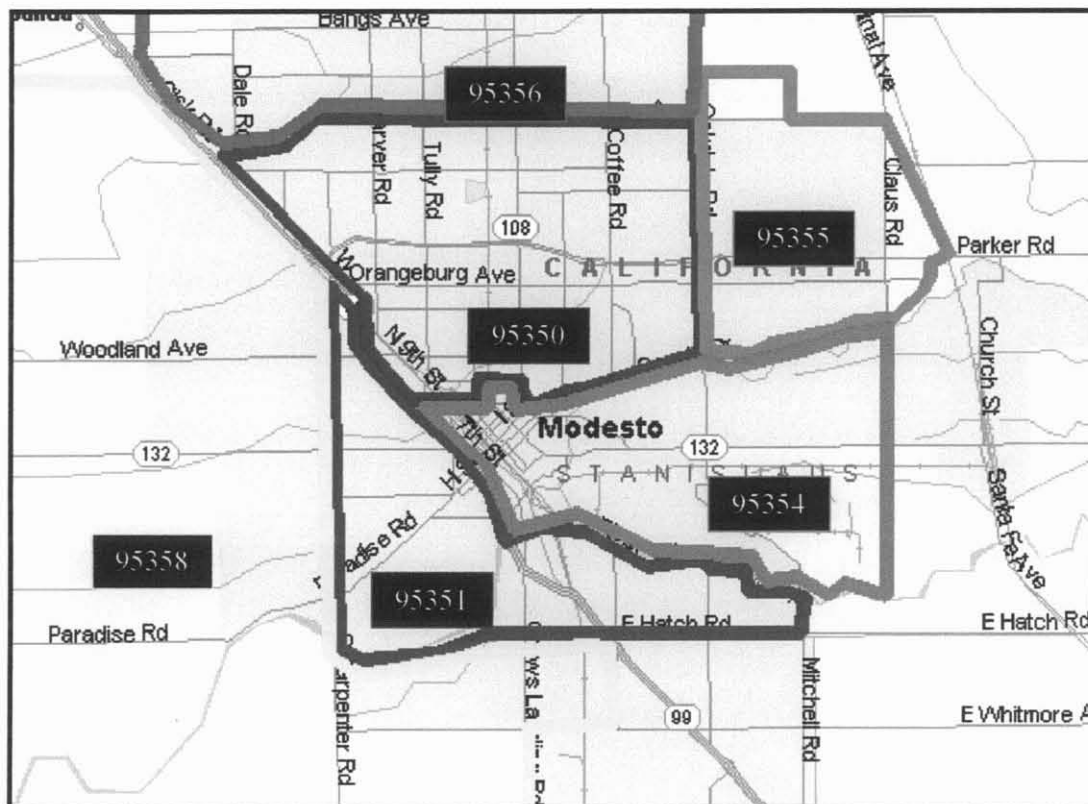 Bangs Ave
Dale Rd
95356
Tully Rd
Coffee Rd
Claus Rd
108
95355
Parker Rd
Orangeburg Ave
CALIFORNIA
95350
Woodland Ave
N 9th St
Church St
Modesto
7th St
132
132
STANISLAUS
95354
Santa Fe Ave
95358
95351
Paradise Rd
E Hatch Rd
E Hatch Rd
Mitchell Rd
99
E Whitmore A